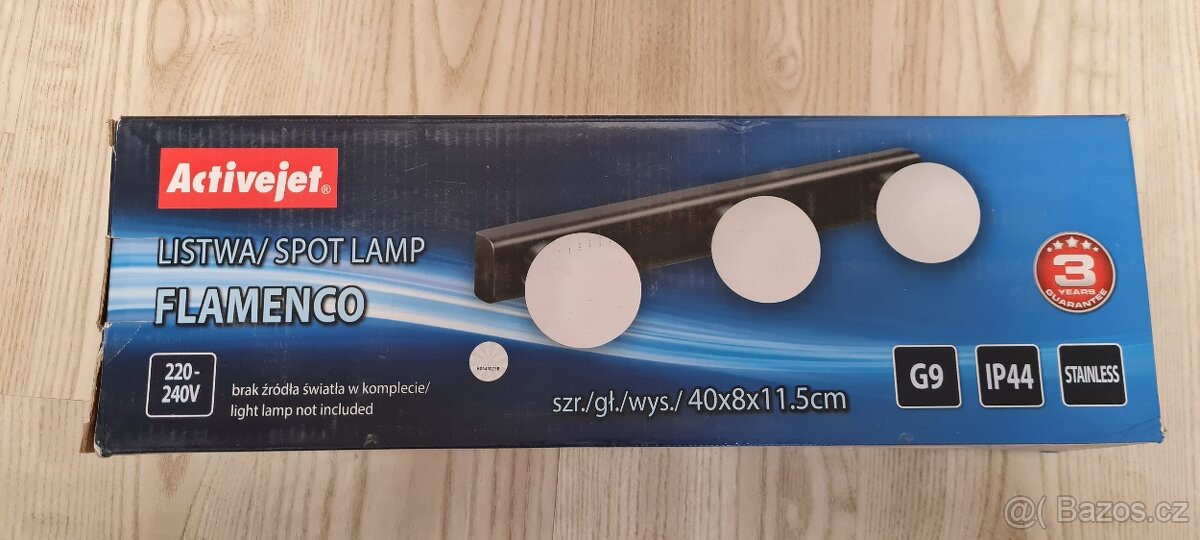 Activejet®
LISTWA/ SPOT LAMP
FLAMENCO
220-
240V
brak źródła światła w komplecie/
light lamp not included
szr./gł./wys./ 40x8x11.5cm
3
YEARS
GUARANTEE
G9
IP44
STAINLESS
@( Bazos.cz